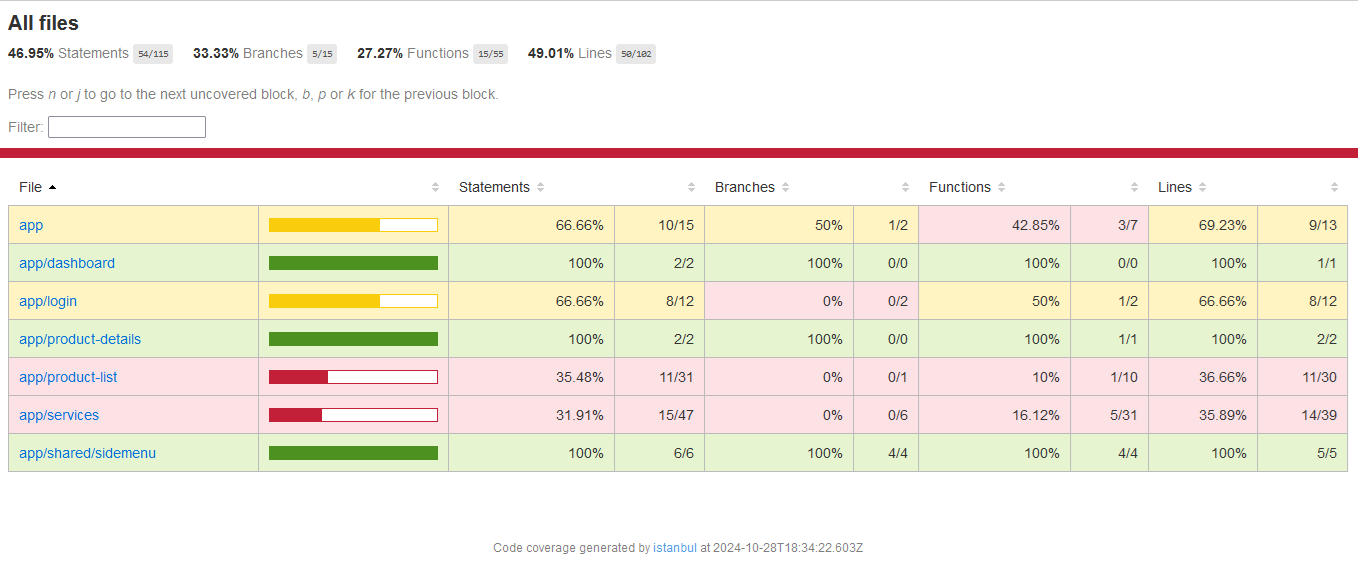 All files
46.95% Statements 54/115 33.33% Branches 5/15 27.27% Functions 15/55 49.01% Lines 50/102
Press n or j to go to the next uncovered block, b, p or k for the previous block.
Filter:
File Statements Branches Functions Lines
app 66.66% 10/15 50% 1/2 42.85% 3/7 69.23% 9/13
app/dashboard 100% 2/2 100% 0/0 100% 0/0 100% 1/1
app/login 66.66% 8/12 0% 0/2 50% 1/2 66.66% 8/12
app/product-details 100% 2/2 100% 0/0 100% 1/1 100% 2/2
app/product-list 35.48% 11/31 0% 0/1 10% 1/10 36.66% 11/30
app/services 31.91% 15/47 0% 0/6 16.12% 5/31 35.89% 14/39
app/shared/sidemenu 100% 6/6 100% 4/4 100% 4/4 100% 5/5
Code coverage generated by istanbul at 2024-10-28T18:34:22.603Z